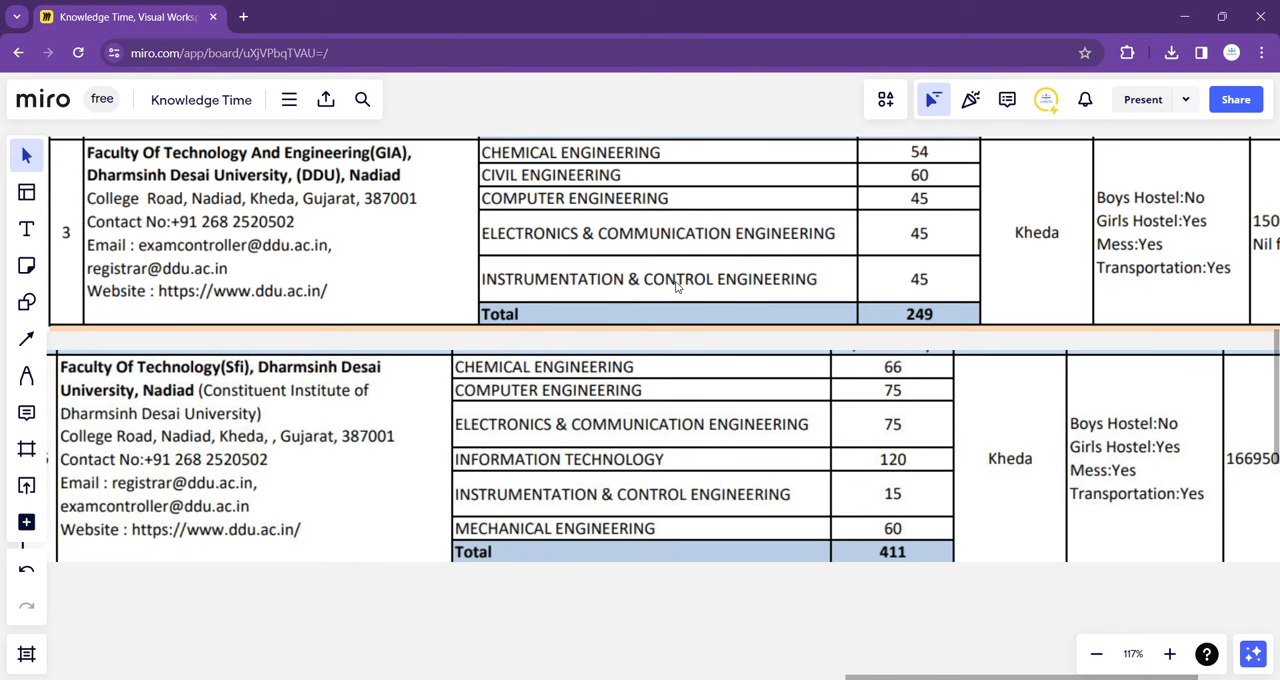 Knowledge Time, Visual Works
miro.com/app/board/uXjVPbqTVAU=/
miro free Knowledge Time Present Share
3
Faculty Of Technology And Engineering(GIA),
Dharmsinh Desai University, (DDU), Nadiad
College Road, Nadiad, Kheda, Gujarat, 387001
Contact No:+91 268 2520502
Email : examcontroller@ddu.ac.in,
registrar@ddu.ac.in
Website : https://www.ddu.ac.in/
CHEMICAL ENGINEERING 54
CIVIL ENGINEERING 60
COMPUTER ENGINEERING 45
ELECTRONICS & COMMUNICATION ENGINEERING 45
INSTRUMENTATION & CONTROL ENGINEERING 45
Total 249
Kheda
Boys Hostel:No
Girls Hostel:Yes
Mess:Yes
Transportation:Yes
150
Nil f
Faculty Of Technology(Sfi), Dharmsinh Desai
University, Nadiad (Constituent Institute of
Dharmsinh Desai University)
College Road, Nadiad, Kheda, , Gujarat, 387001
Contact No:+91 268 2520502
Email : registrar@ddu.ac.in,
examcontroller@ddu.ac.in
Website : https://www.ddu.ac.in/
CHEMICAL ENGINEERING 66
COMPUTER ENGINEERING 75
ELECTRONICS & COMMUNICATION ENGINEERING 75
INFORMATION TECHNOLOGY 120
INSTRUMENTATION & CONTROL ENGINEERING 15
MECHANICAL ENGINEERING 60
Total 411
Kheda
Boys Hostel:No
Girls Hostel:Yes
Mess:Yes
Transportation:Yes
166950
117%